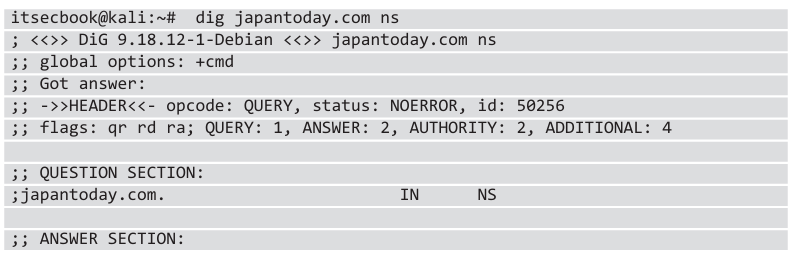 itsecbook@kali:~#  dig japantoday.com ns
; <<>> DiG 9.18.12-1-Debian <<>> japantoday.com ns
;; global options: +cmd
;; Got answer:
;; ->>HEADER<<- opcode: QUERY, status: NOERROR, id: 50256
;; flags: qr rd ra; QUERY: 1, ANSWER: 2, AUTHORITY: 2, ADDITIONAL: 4
;; QUESTION SECTION:
;japantoday.com.                         IN      NS
;; ANSWER SECTION: